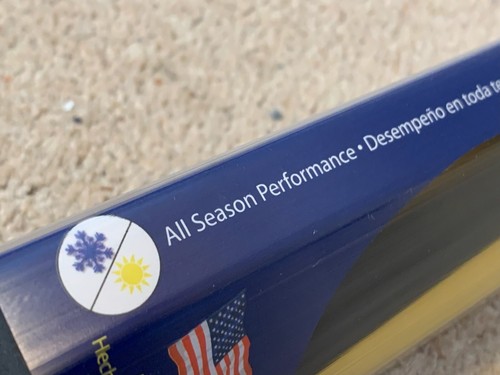 All Season Performance • Desempeño en toda